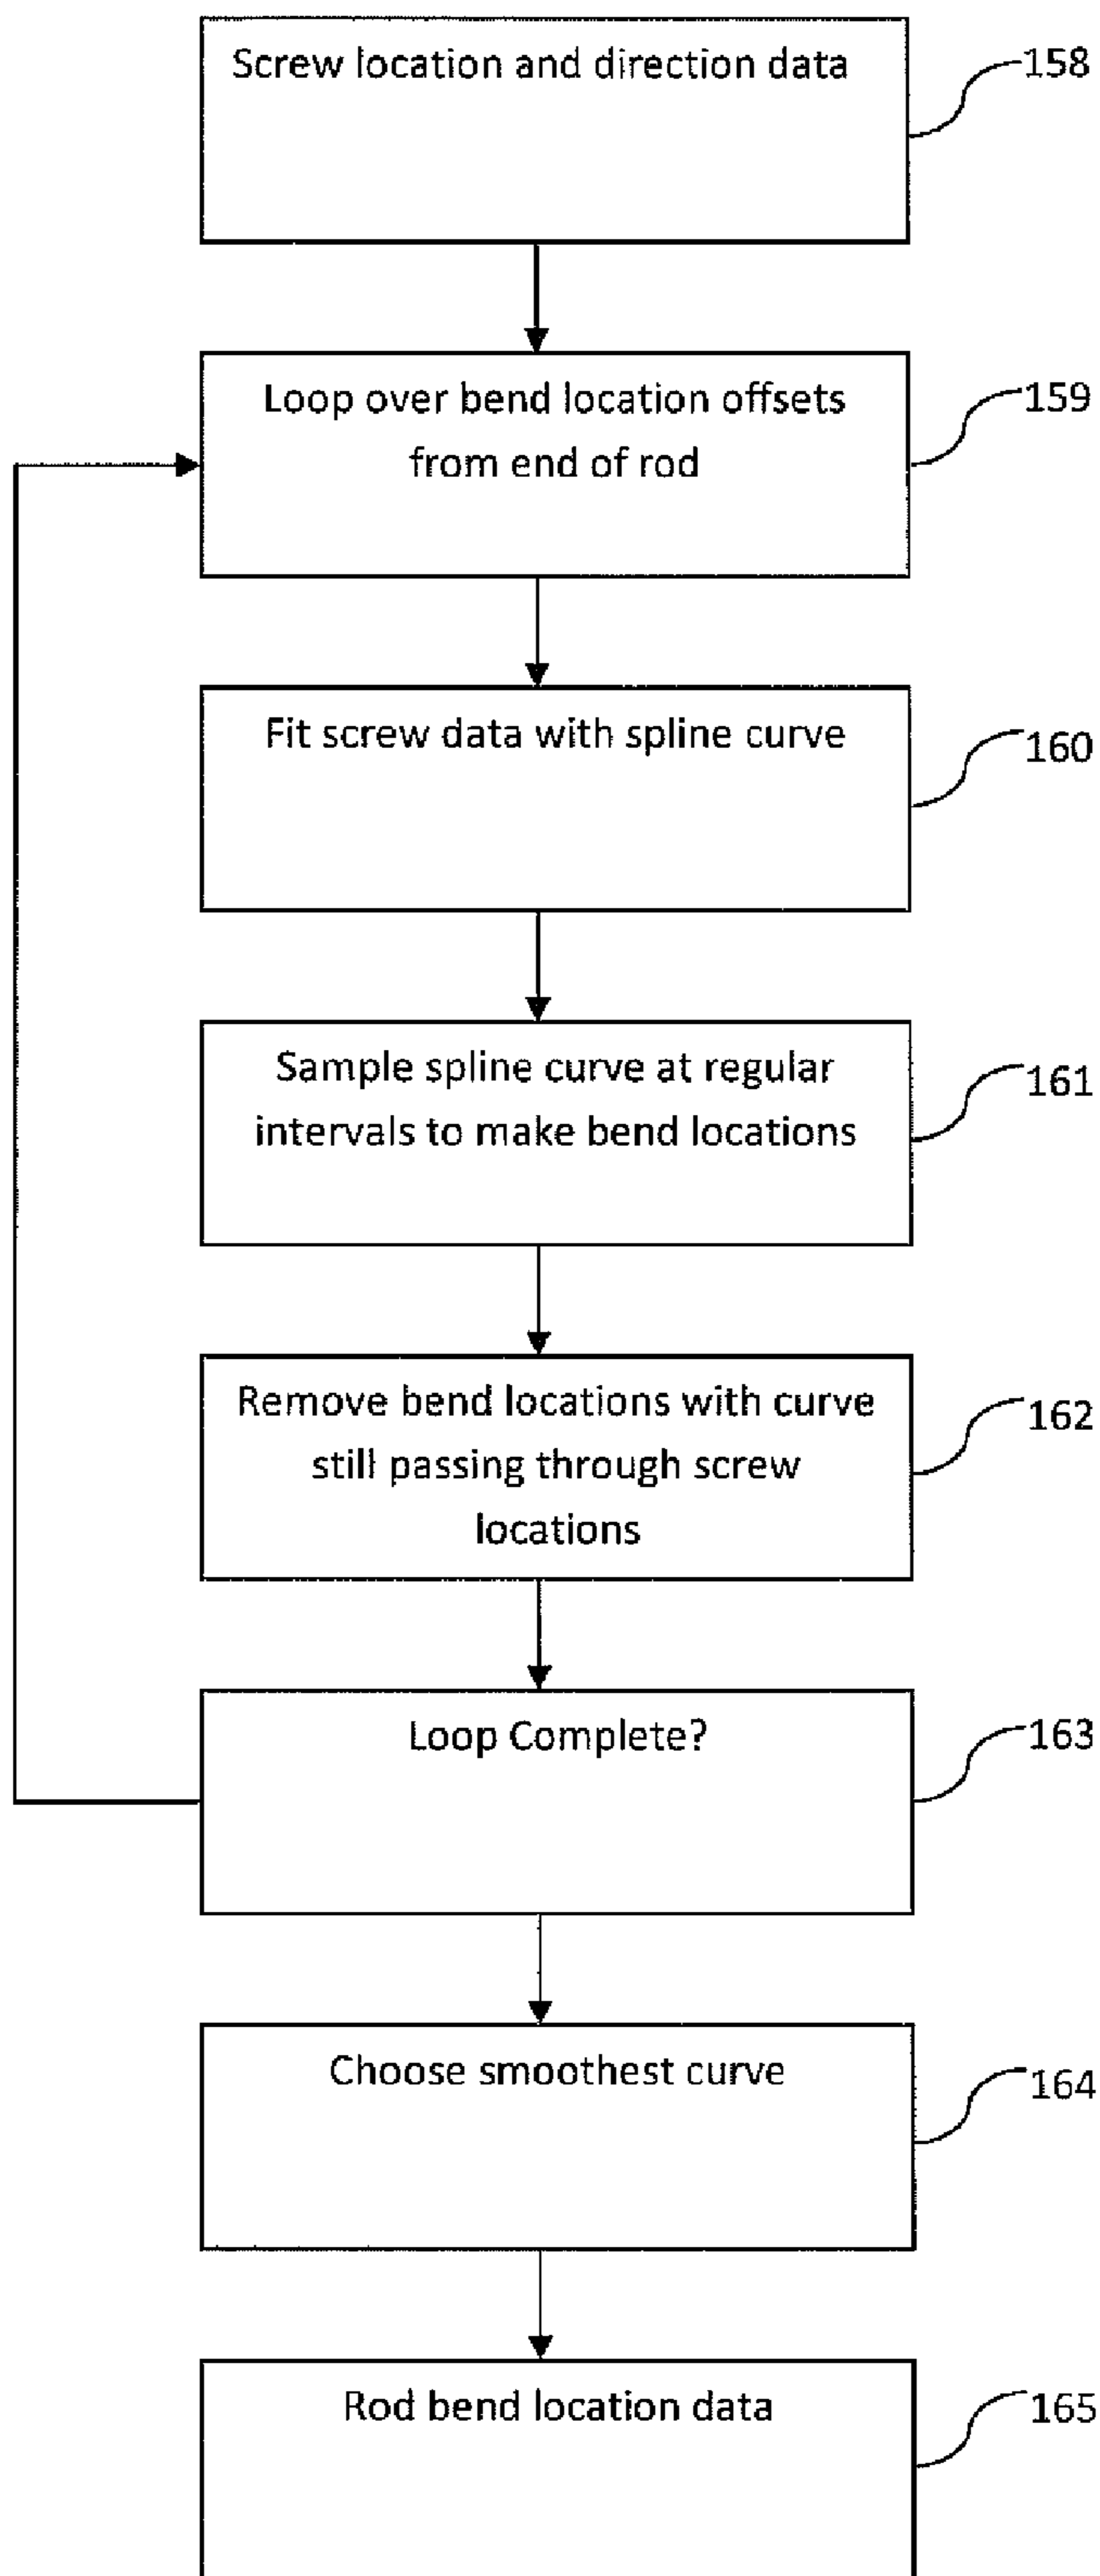 Screw location and direction data
158
Loop over bend location offsets
from end of rod
159
Fit screw data with spline curve
160
Sample spline curve at regular
intervals to make bend locations
161
Remove bend locations with curve
still passing through screw
locations
162
Loop Complete?
163
Choose smoothest curve
164
Rod bend location data
165